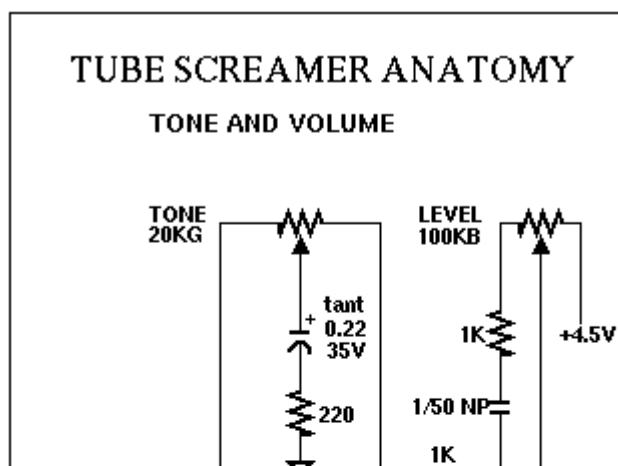 TUBE SCREAMER ANATOMY
TONE AND VOLUME
TONE
20KG
LEVEL
100KB
+ tant
0.22
35V
1K
+4.5V
220
1/50 NP
1K